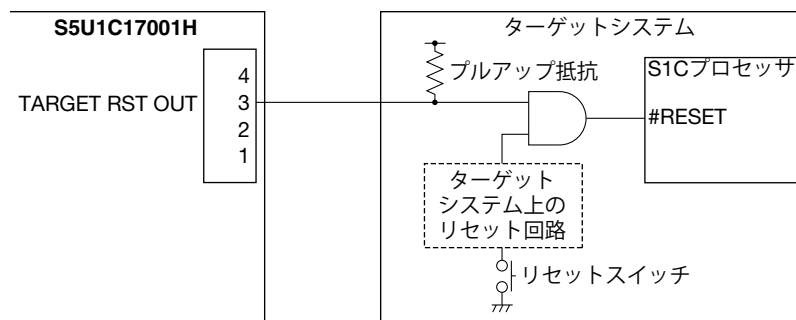 S5U1C17001H
ターゲットシステム
4
TARGET RST OUT 3
2
1
プルアップ抵抗
S1Cプロセッサ
#RESET
ターゲット
システム上の
リセット回路
リセットスイッチ